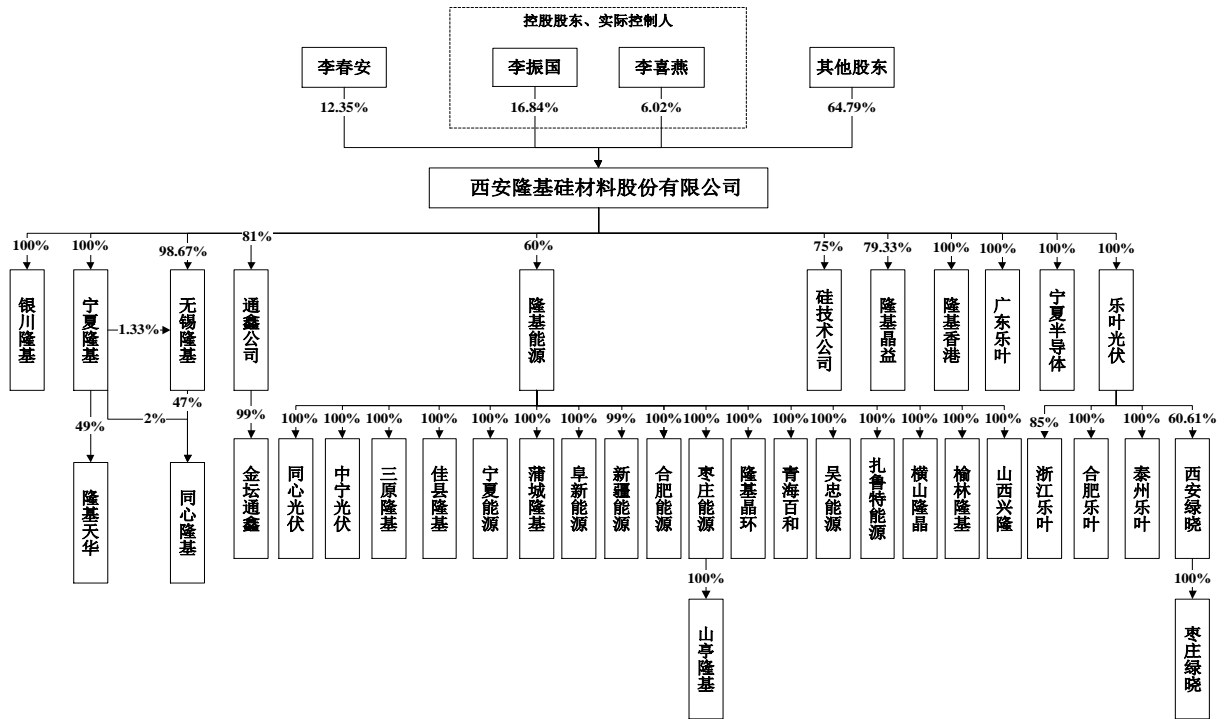 控股股东、实际控制人
李春安
李振国
李喜燕
其他股东
12.35%
16.84%
6.02%
64.79%
西安隆基硅材料股份有限公司
100%
100%
98.67%
81%
60%
75%
79.33%
100%
100%
100%
100%
银川隆基
宁夏隆基
1.33%
无锡隆基
通鑫公司
隆基能源
硅技术公司
隆基晶益
隆基香港
广东乐叶
宁夏半导体
乐叶光伏
49%
2%
47%
99%
100%
100%
100%
100%
100%
100%
100%
99%
100%
100%
100%
100%
100%
100%
100%
100%
100%
85%
100%
100%
60.61%
隆基天华
同心隆基
金坛通鑫
同心光伏
中宁光伏
三原隆基
佳县隆基
宁夏能源
蒲城隆基
阜新能源
新疆能源
合肥能源
枣庄能源
隆基晶环
青海百和
吴忠能源
扎鲁特能源
横山隆晶
榆林隆基
山西兴隆
浙江乐叶
合肥乐叶
泰州乐叶
西安绿晓
100%
100%
山亭隆基
枣庄绿晓